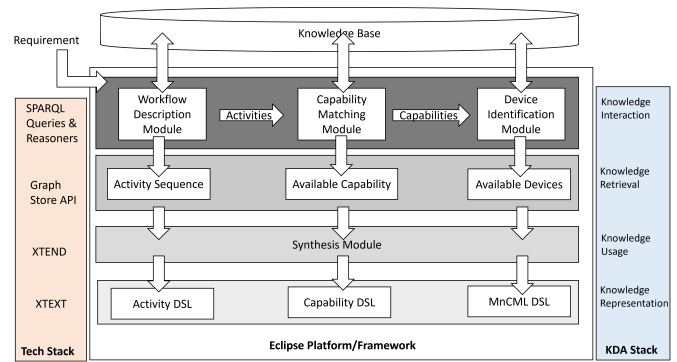 Knowledge Base
Requirement
Workflow
Description
Module
Activities
Capability
Matching
Module
Capabilities
Device
Identification
Module
SPARQL
Queries &
Reasoners
Knowledge
Interaction
Activity Sequence
Available Capability
Available Devices
Graph
Store API
Knowledge
Retrieval
Synthesis Module
XTEND
Knowledge
Usage
Activity DSL
Capability DSL
MnCML DSL
XTEXT
Knowledge
Representation
Eclipse Platform/Framework
Tech Stack
KDA Stack